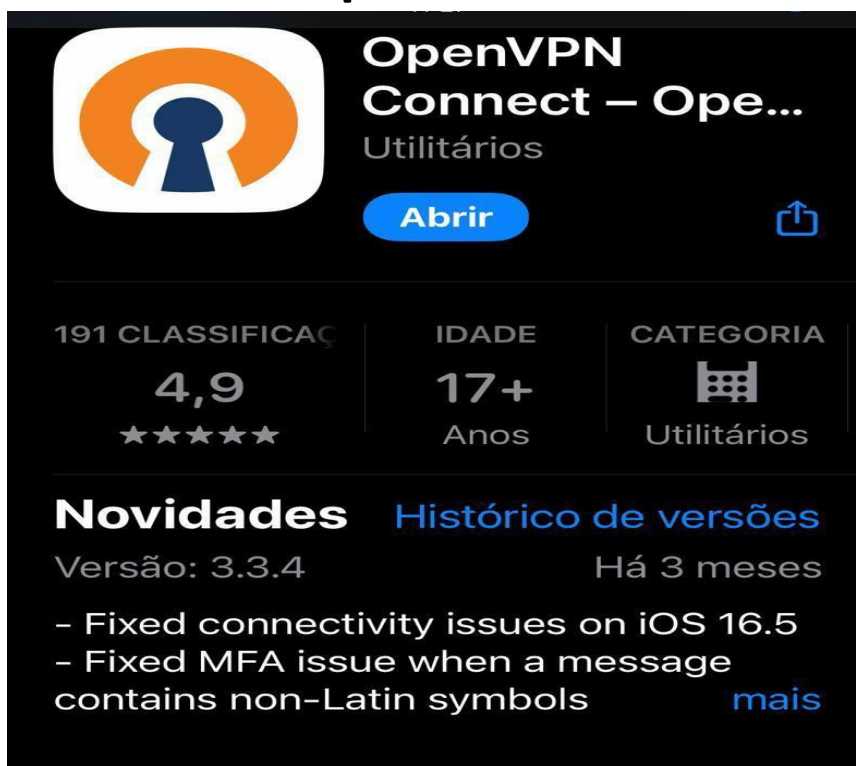 OpenVPN
Connect – Ope...
Utilitários
Abrir
191 CLASSIFICAÇ
4,9
★★★★★
IDADE
17+
Anos
CATEGORIA
Utilitários
Novidades
Histórico de versões
Versão: 3.3.4
Há 3 meses
- Fixed connectivity issues on iOS 16.5
- Fixed MFA issue when a message
contains non-Latin symbols
mais